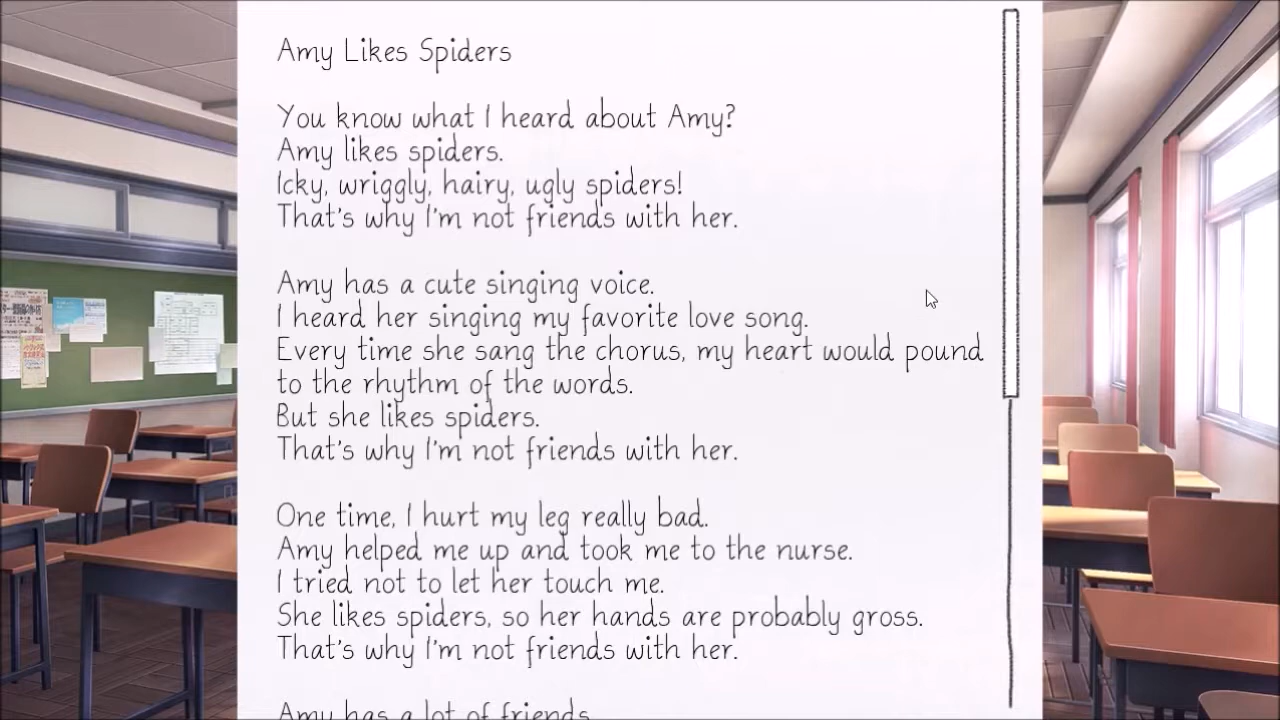 Amy Likes Spiders
You know what I heard about Amy?
Amy likes spiders.
Icky, wriggly, hairy, ugly spiders!
That's why I'm not friends with her.
Amy has a cute singing voice.
I heard her singing my favorite love song.
Every time she sang the chorus, my heart would pound
to the rhythm of the words.
But she likes spiders.
That's why I'm not friends with her.
One time, I hurt my leg really bad.
Amy helped me up and took me to the nurse.
I tried not to let her touch me.
She likes spiders, so her hands are probably gross.
That's why I'm not friends with her.
Amy has a lot of friends